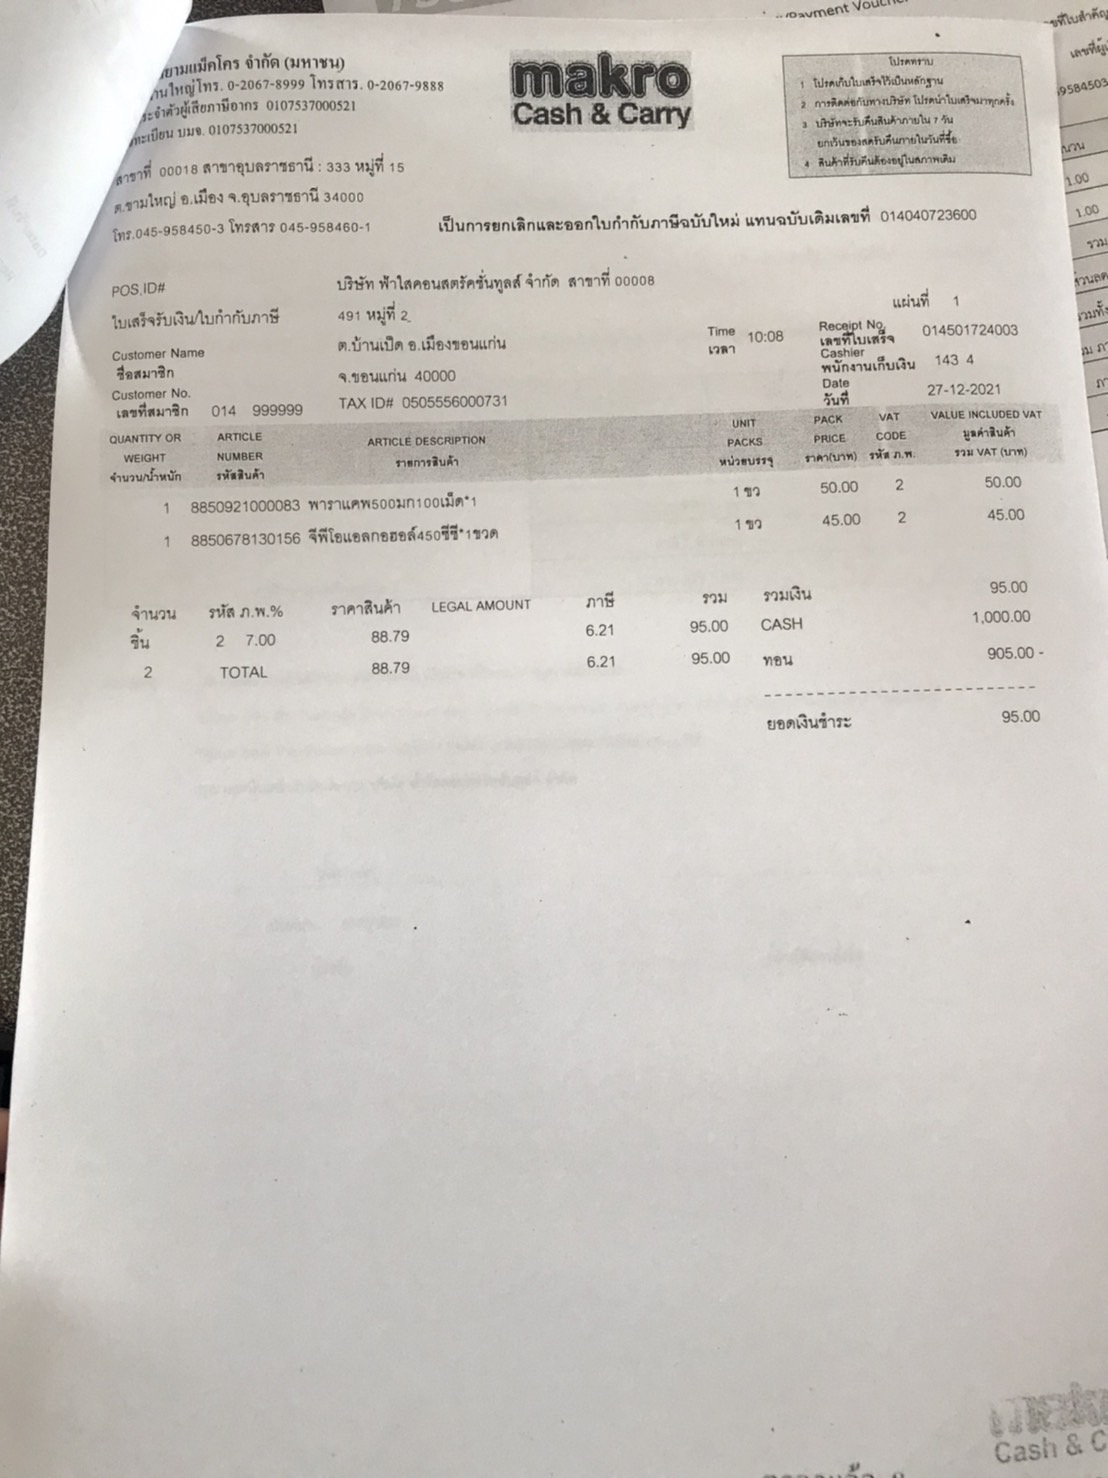 Payment Voucher
สยามแม็คโคร จำกัด (มหาชน)
โทร. 0-2067-8999 โทรสาร. 0-2067-9888
ประจำตัวผู้เสียภาษีอากร 0107537000521
ทะเบียน บมจ. 0107537000521
สาขาที่ 00018 สาขาอุบลราชธานี : 333 หมู่ที่ 15
ต.ขามใหญ่ อ.เมือง จ.อุบลราชธานี 34000
โทร.045-958450-3 โทรสาร 045-958460-1
makro
Cash & Carry
โปรดทราบ
1 โปรดเก็บใบเสร็จไว้เป็นหลักฐาน
2 การติดต่อกับทางบริษัท โปรดนำใบเสร็จมาทุกครั้ง
3 บริษัทจะรับคืนสินค้าภายใน 7 วัน
ยกเว้นของสดรับคืนภายในวันที่ซื้อ
4 สินค้าที่รับคืนต้องอยู่ในสภาพเดิม
เป็นการยกเลิกและออกใบกำกับภาษีฉบับใหม่ แทนฉบับเดิมเลขที่ 014040723600
POS.ID#
บริษัท ฟ้าใสคอนสตรัคชั่นทูลส์ จำกัด สาขาที่ 00008
แผ่นที่ 1
ใบเสร็จรับเงิน/ใบกำกับภาษี
491 หมู่ที่ 2
Customer Name
ชื่อสมาชิก
ต.บ้านเป็ด อ.เมืองขอนแก่น
จ.ขอนแก่น 40000
Customer No.
เลขที่สมาชิก 014 999999
TAX ID# 0505556000731
Time
เวลา 10:08
Receipt No.
เลขที่ใบเสร็จ 014501724003
Cashier
พนักงานเก็บเงิน 143 4
Date
วันที่ 27-12-2021
QUANTITY OR WEIGHT จำนวน/น้ำหนัก
ARTICLE NUMBER รหัสสินค้า
ARTICLE DESCRIPTION รายการสินค้า
UNIT PACKS หน่วยบรรจุ
PACK PRICE ราคา(บาท)
VAT CODE รหัส ภ.พ.
VALUE INCLUDED VAT มูลค่าสินค้า รวม VAT (บาท)
1 8850921000083 พาราแคพ500มก100เม็ด*1 1 ขว 50.00 2 50.00
1 8850678130156 จีพีโอแอลกอฮอล์450ซีซี*1ขวด 1 ขว 45.00 2 45.00
จำนวน รหัส ภ.พ.% ราคาสินค้า LEGAL AMOUNT ภาษี รวม รวมเงิน 95.00
ชิ้น 2 7.00 88.79 6.21 95.00 CASH 1,000.00
2 TOTAL 88.79 6.21 95.00 ทอน 905.00 -
ยอดเงินชำระ 95.00
Cash & C